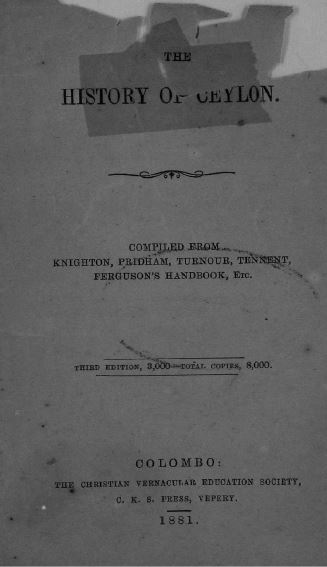 THE
HISTORY OF CEYLON.
COMPILED FROM
KNIGHTON, PRIDHAM, TURNOUR, TENNENT,
FERGUSON'S HANDBOOK, Etc.
THIRD EDITION, 3,000—TOTAL COPIES, 8,000.
COLOMBO:
THE CHRISTIAN VERNACULAR EDUCATION SOCIETY,
C. K. S. PRESS, VEPERY.
1881.